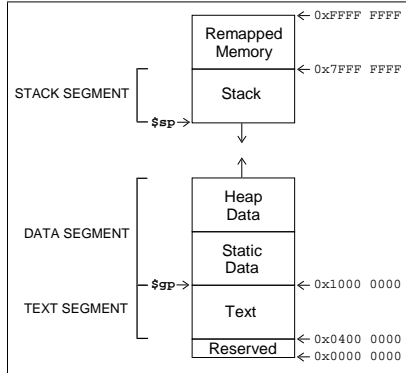 ← 0xFFFF FFFF
Remapped
Memory
← 0x7FFF FFFF
STACK SEGMENT
Stack
$sp→
Heap
Data
DATA SEGMENT
Static
Data
$gp→
← 0x1000 0000
TEXT SEGMENT
Text
← 0x0400 0000
Reserved
← 0x0000 0000